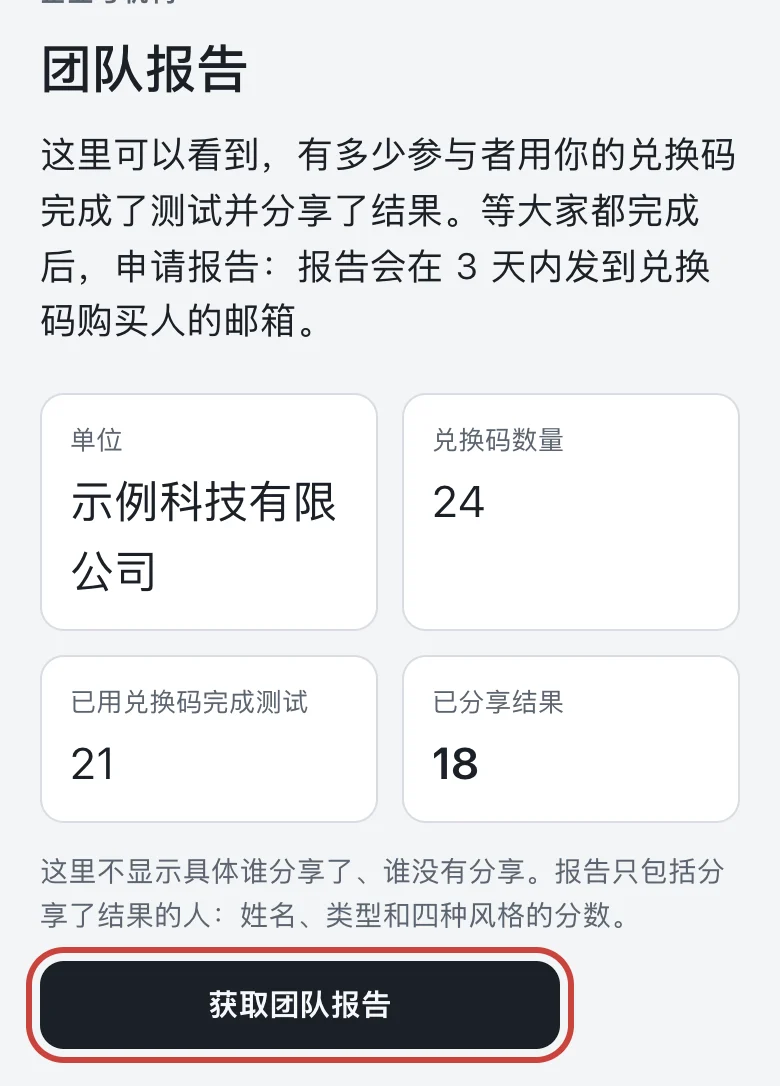 团队报告
这里可以看到，有多少参与者用你的兑换码
完成了测试并分享了结果。等大家都完成
后，申请报告：报告会在 3 天内发到兑换
码购买人的邮箱。
单位
示例科技有限
公司
兑换码数量
24
已用兑换码完成测试
21
已分享结果
18
这里不显示具体谁分享了、谁没有分享。报告只包括分
享了结果的人：姓名、类型和四种风格的分数。
获取团队报告